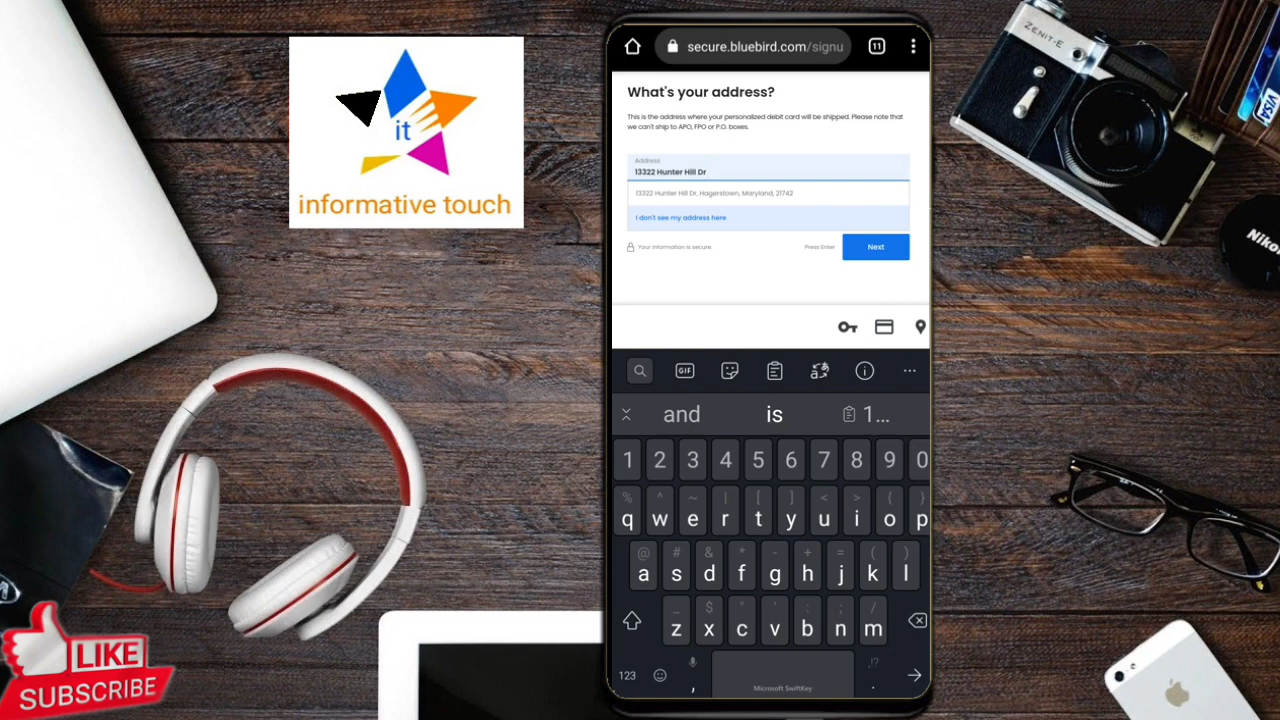 it
informative touch
LIKE
SUBSCRIBE
ZENIT-E
VISA
secure.bluebird.com/signu
11
What's your address?
This is the address where your personalized debit card will be shipped. Please note that
we can't ship to APO, FPO or P.O. boxes.
Address
13322 Hunter Hill Dr
13322 Hunter Hill Dr, Hagerstown, Maryland, 21742
I don't see my address here
Your information is secure.
Press Enter
Next
GIF
and is 1...
1 2 3 4 5 6 7 8 9 0
% ^ ~ | [ ] < > { }
q w e r t y u i o p
@ # & * - + = ( )
a s d f g h j k l
_ $ " ' : ; /
z x c v b n m
123 , ,!? .
Microsoft SwiftKey